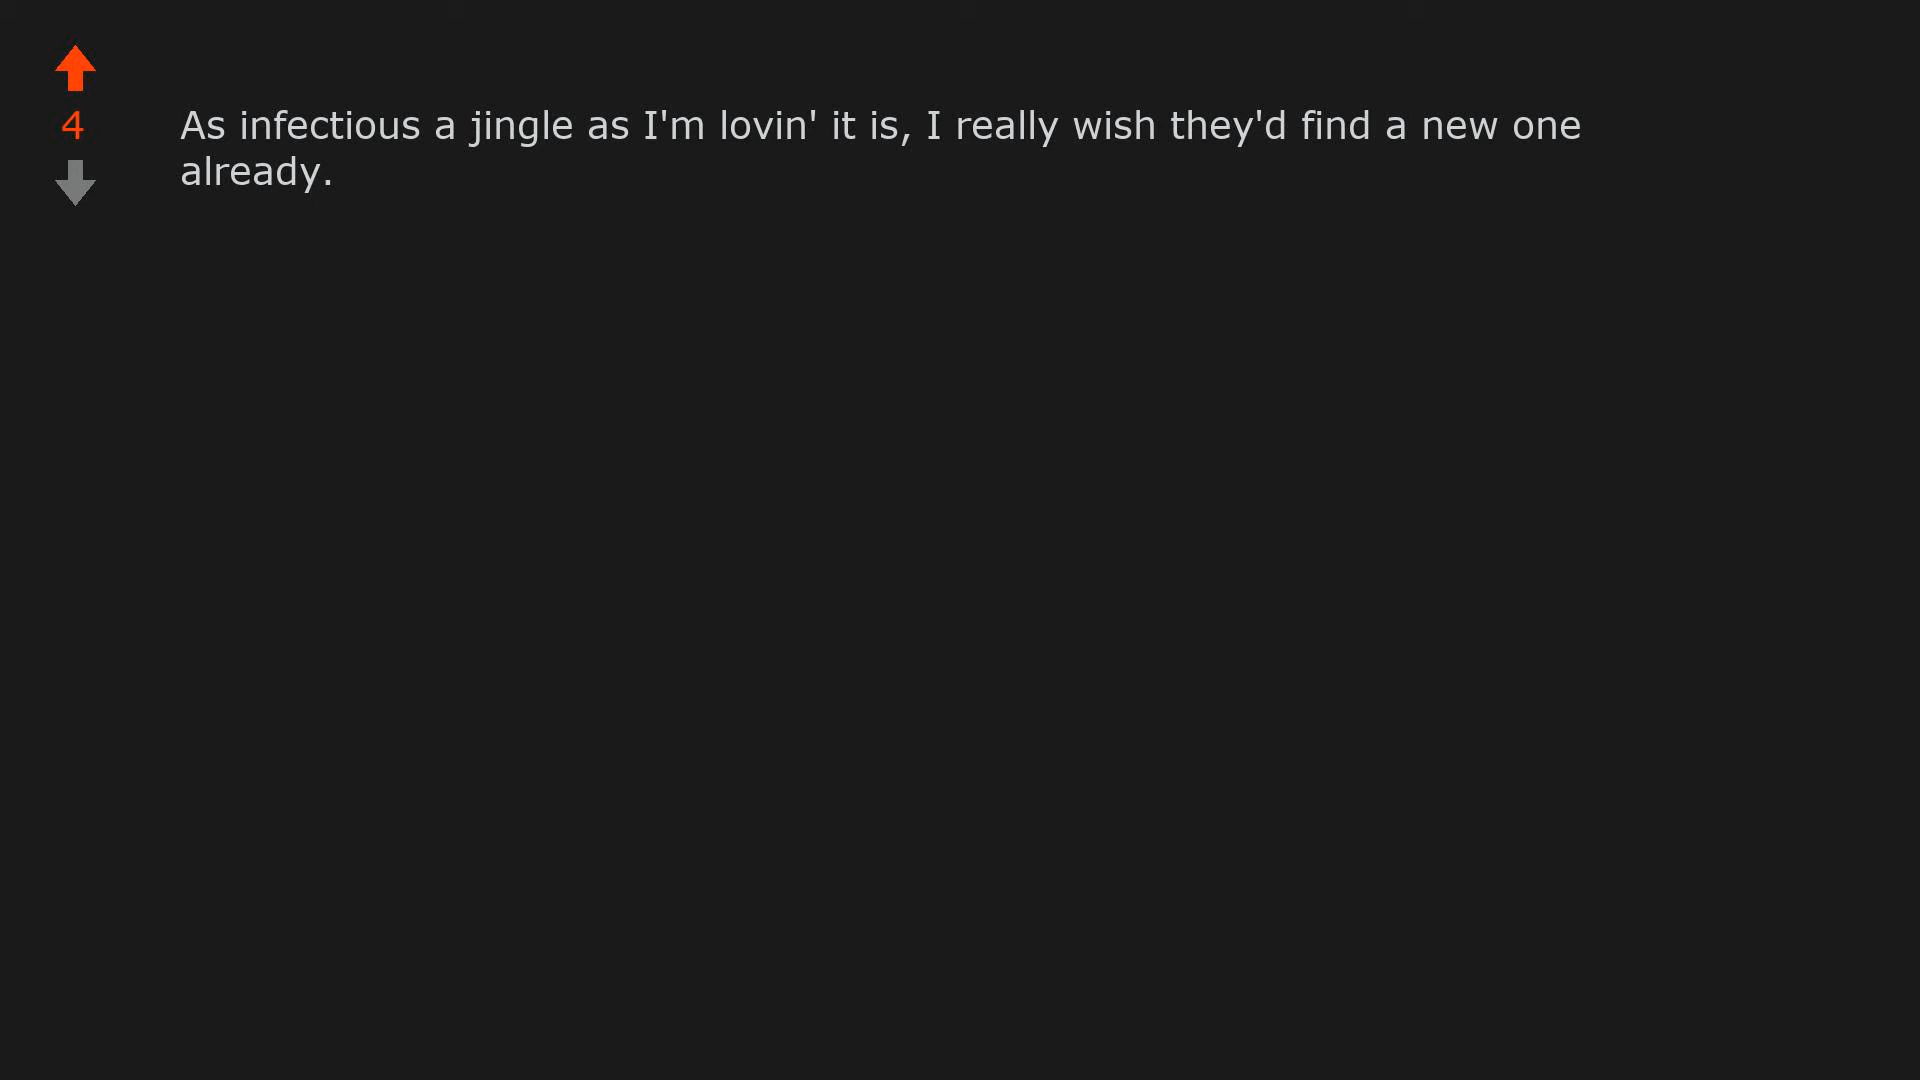 4
As infectious a jingle as I'm lovin' it is, I really wish they'd find a new one
already.